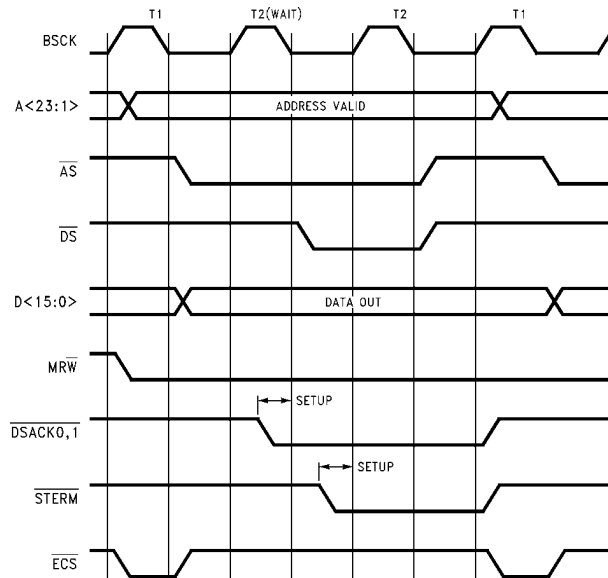 T1 T2(WAIT) T2 T1
BSCK
A<23:1> ADDRESS VALID
AS
DS
D<15:0> DATA OUT
MRW
SETUP
DSACK0,1
SETUP
STERM
ECS